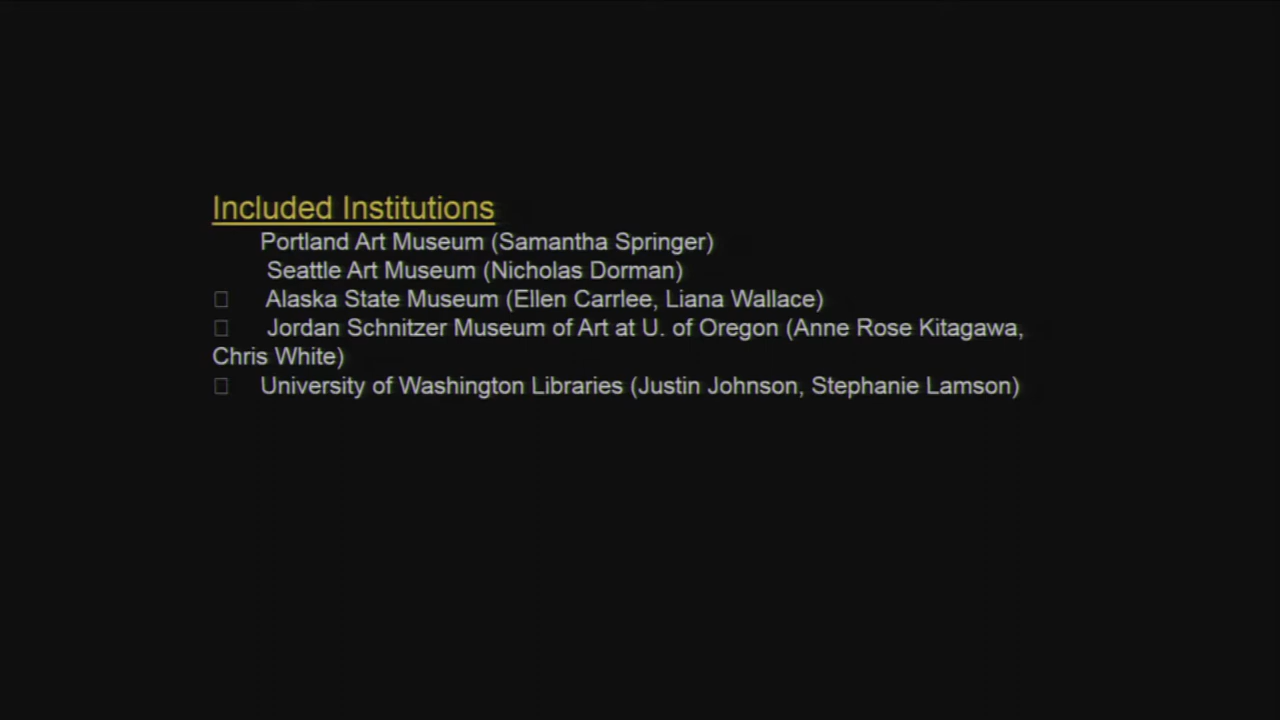 Included Institutions
Portland Art Museum (Samantha Springer)
Seattle Art Museum (Nicholas Dorman)
Alaska State Museum (Ellen Carrlee, Liana Wallace)
Jordan Schnitzer Museum of Art at U. of Oregon (Anne Rose Kitagawa,
Chris White)
University of Washington Libraries (Justin Johnson, Stephanie Lamson)